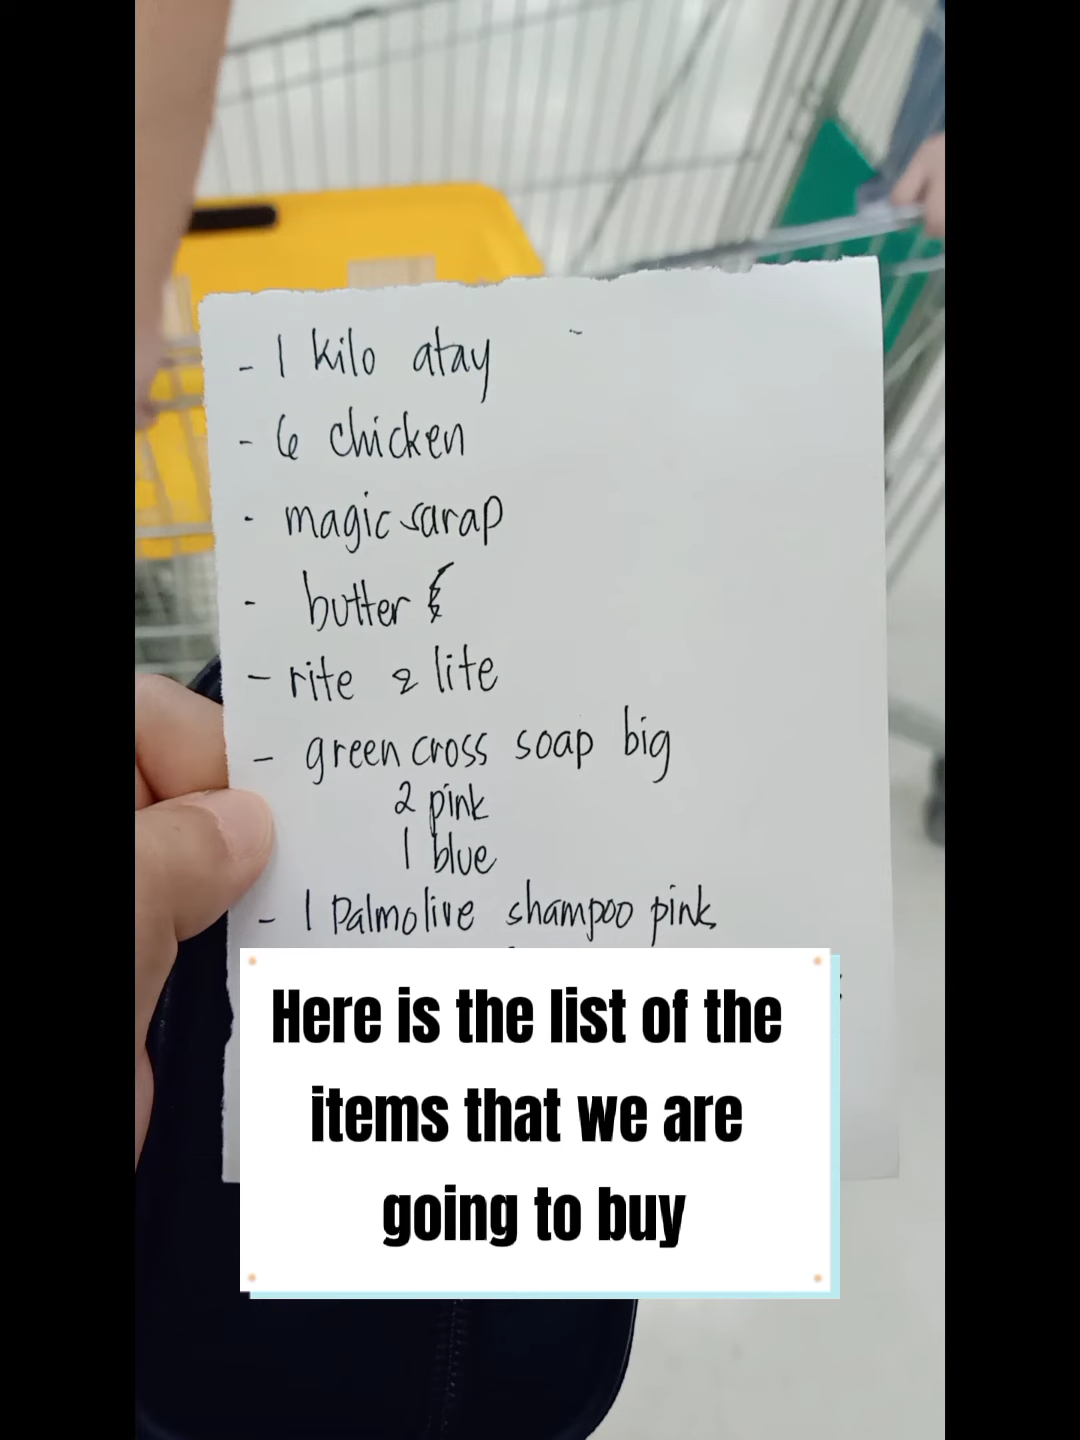 - 1 kilo atay
- 6 chicken
- magic sarap
- butter
- rite 2 lite
- green cross soap big
2 pink
1 blue
- 1 Palmolive shampoo pink
Here is the list of the
items that we are
going to buy